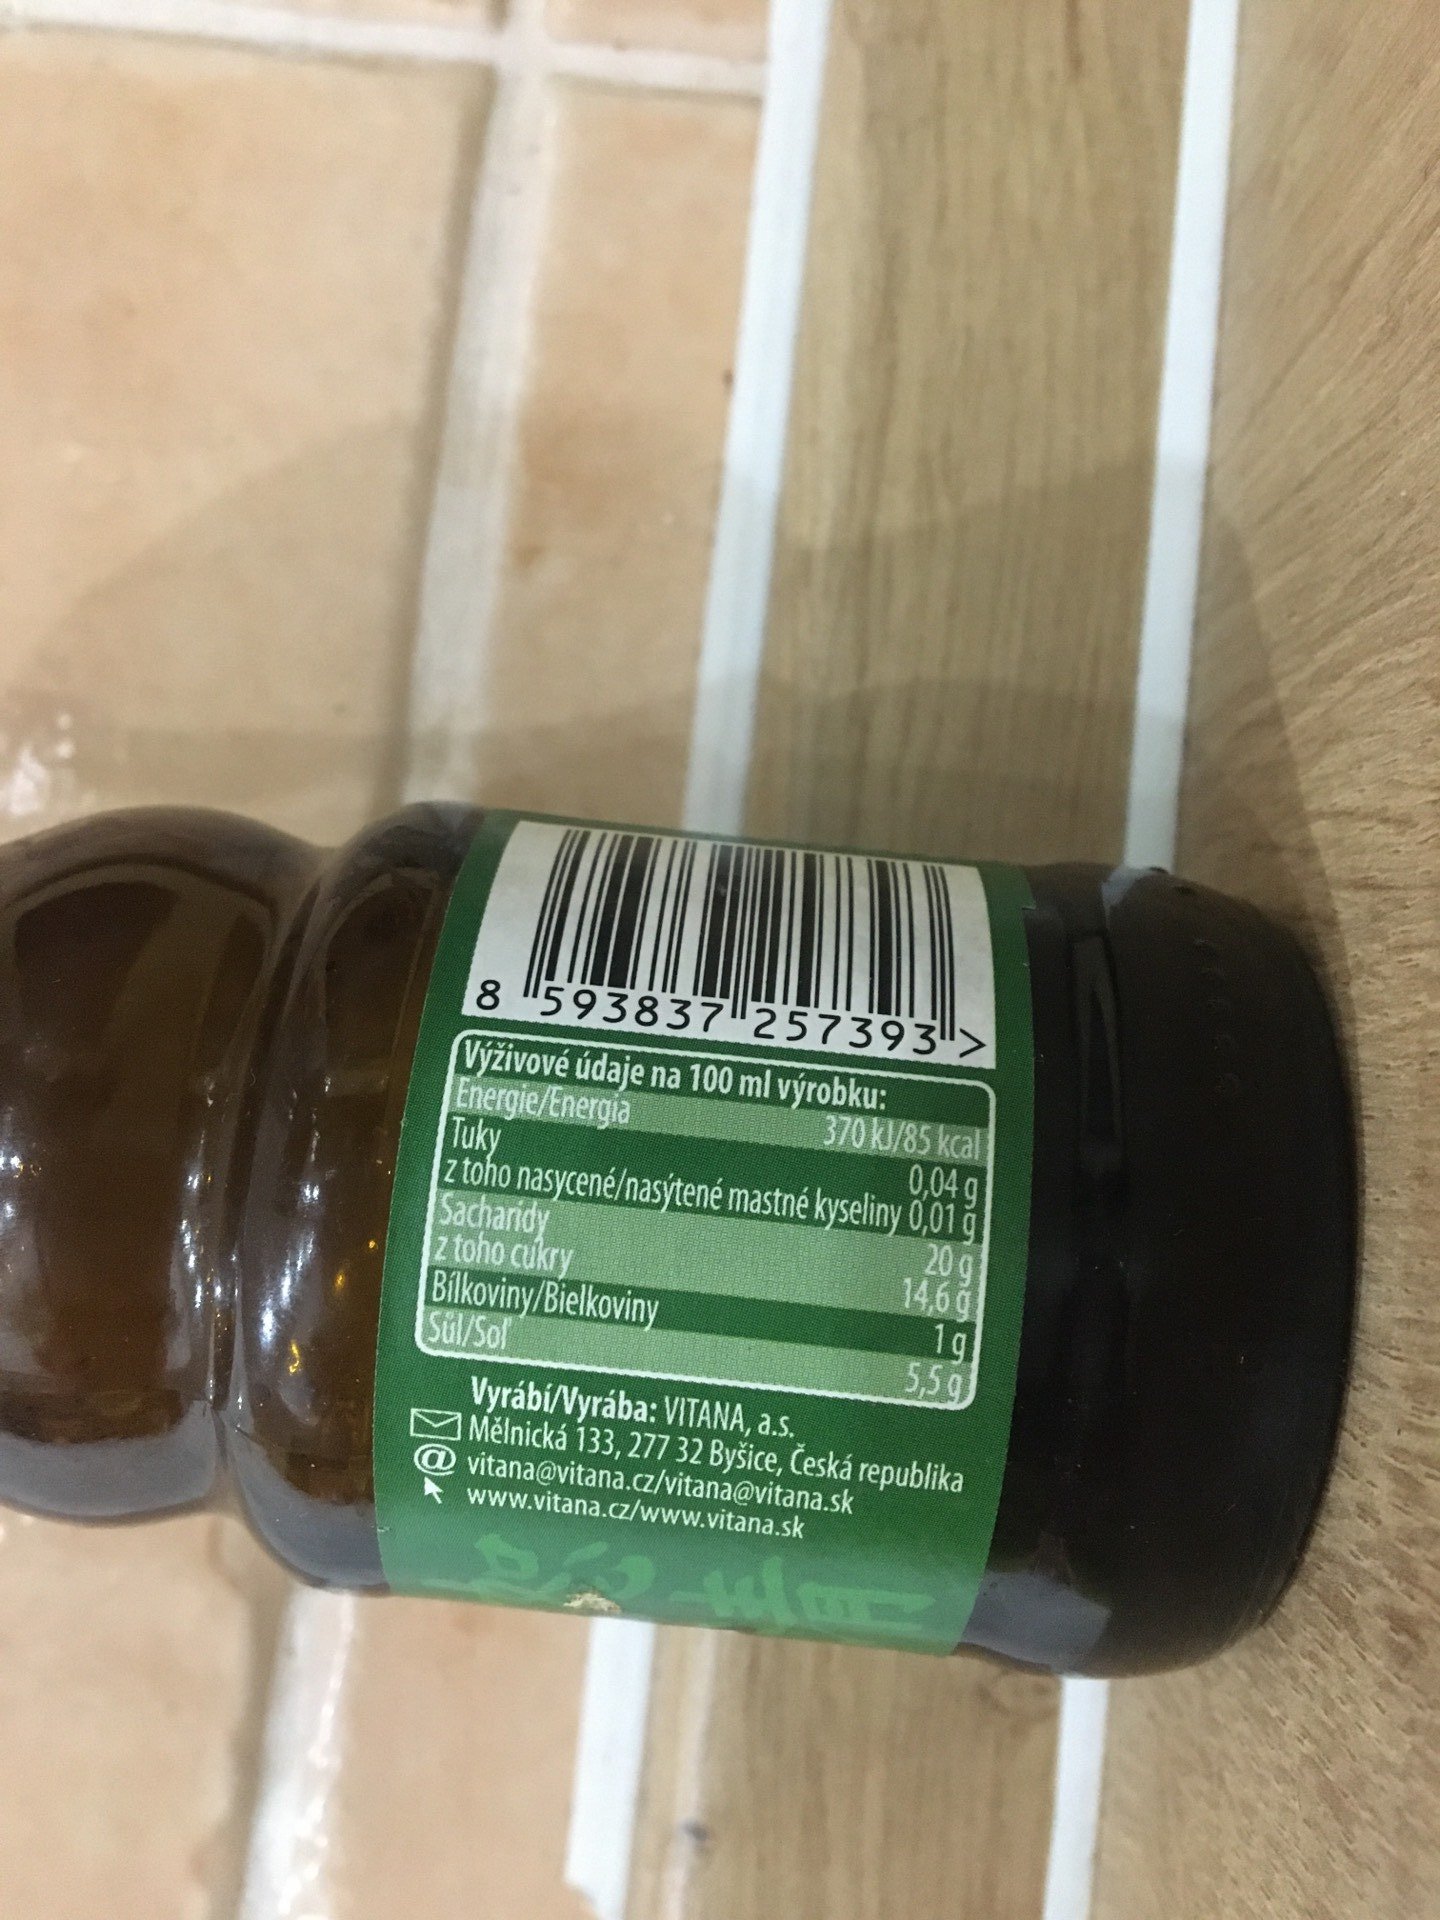 8 593837 257393 >
Výživové údaje na 100 ml výrobku:
Energie/Energia 370 kJ/85 kcal
Tuky 0,04 g
z toho nasycené/nasýtené mastné kyseliny 0,01 g
Sacharidy 20 g
z toho cukry 14,6 g
Bílkoviny/Bielkoviny 1 g
Sůl/Soľ 5,5 g
Vyrábí/Vyrába: VITANA, a.s.
Mělnická 133, 277 32 Byšice, Česká republika
@ vitana@vitana.cz/vitana@vitana.sk
www.vitana.cz/www.vitana.sk